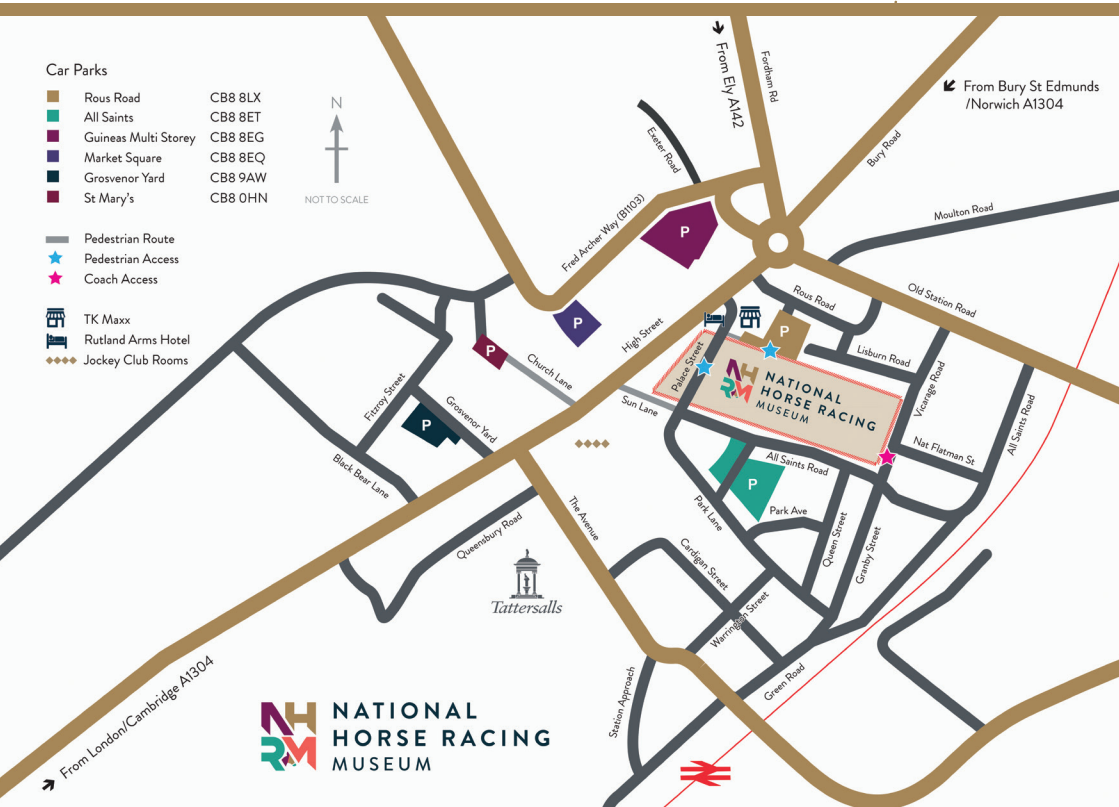 Car Parks
Rous Road CB8 8LX
All Saints CB8 8ET
Guineas Multi Storey CB8 8EG
Market Square CB8 8EQ
Grosvenor Yard CB8 9AW
St Mary's CB8 0HN
N
NOT TO SCALE
Pedestrian Route
Pedestrian Access
Coach Access
TK Maxx
Rutland Arms Hotel
Jockey Club Rooms
From Ely A142
Fordham Rd
From Bury St Edmunds
/Norwich A1304
Exeter Road
Bury Road
Moulton Road
Fred Archer Way (B1103)
P
Old Station Road
Rous Road
P
High Street
P
Lisburn Road
P
Church Lane
Palace Street
NHRM
NATIONAL
HORSE RACING
MUSEUM
Vicarage Road
Sun Lane
Fitzroy Street
Grosvenor Yard
P
All Saints Road
Nat Flatman St
All Saints Road
P
Black Bear Lane
Park Lane
Park Ave
The Avenue
Queensbury Road
Queen Street
Granby Street
Cardigan Street
Tattersalls
Warrington Street
Green Road
Station Approach
From London/Cambridge A1304
NHRM
NATIONAL
HORSE RACING
MUSEUM